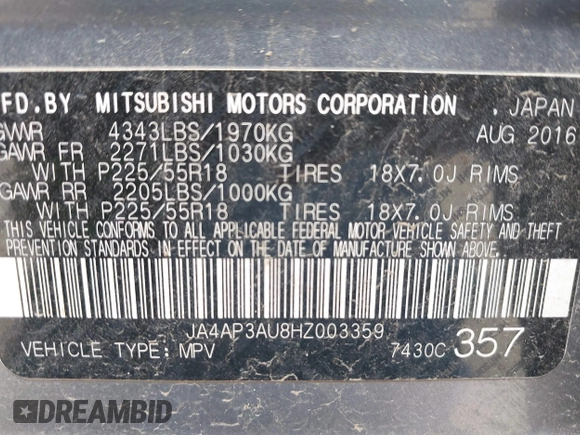 FD.BY MITSUBISHI MOTORS CORPORATION . JAPAN
GVWR 4343LBS/1970KG AUG 2016
GAWR FR 2271LBS/1030KG
WITH P225/55R18 TIRES 18X7.0J RIMS
GAWR RR 2205LBS/1000KG
WITH P225/55R18 TIRES 18X7.0J RIMS
THIS VEHICLE CONFORMS TO ALL APPLICABLE FEDERAL MOTOR VEHICLE SAFETY AND THEFT
PREVENTION STANDARDS IN EFFECT ON THE DATE OF MANUFACTURE SHOWN ABOVE.
JA4AP3AU8HZ003359
VEHICLE TYPE: MPV 7430C 357
DREAMBID